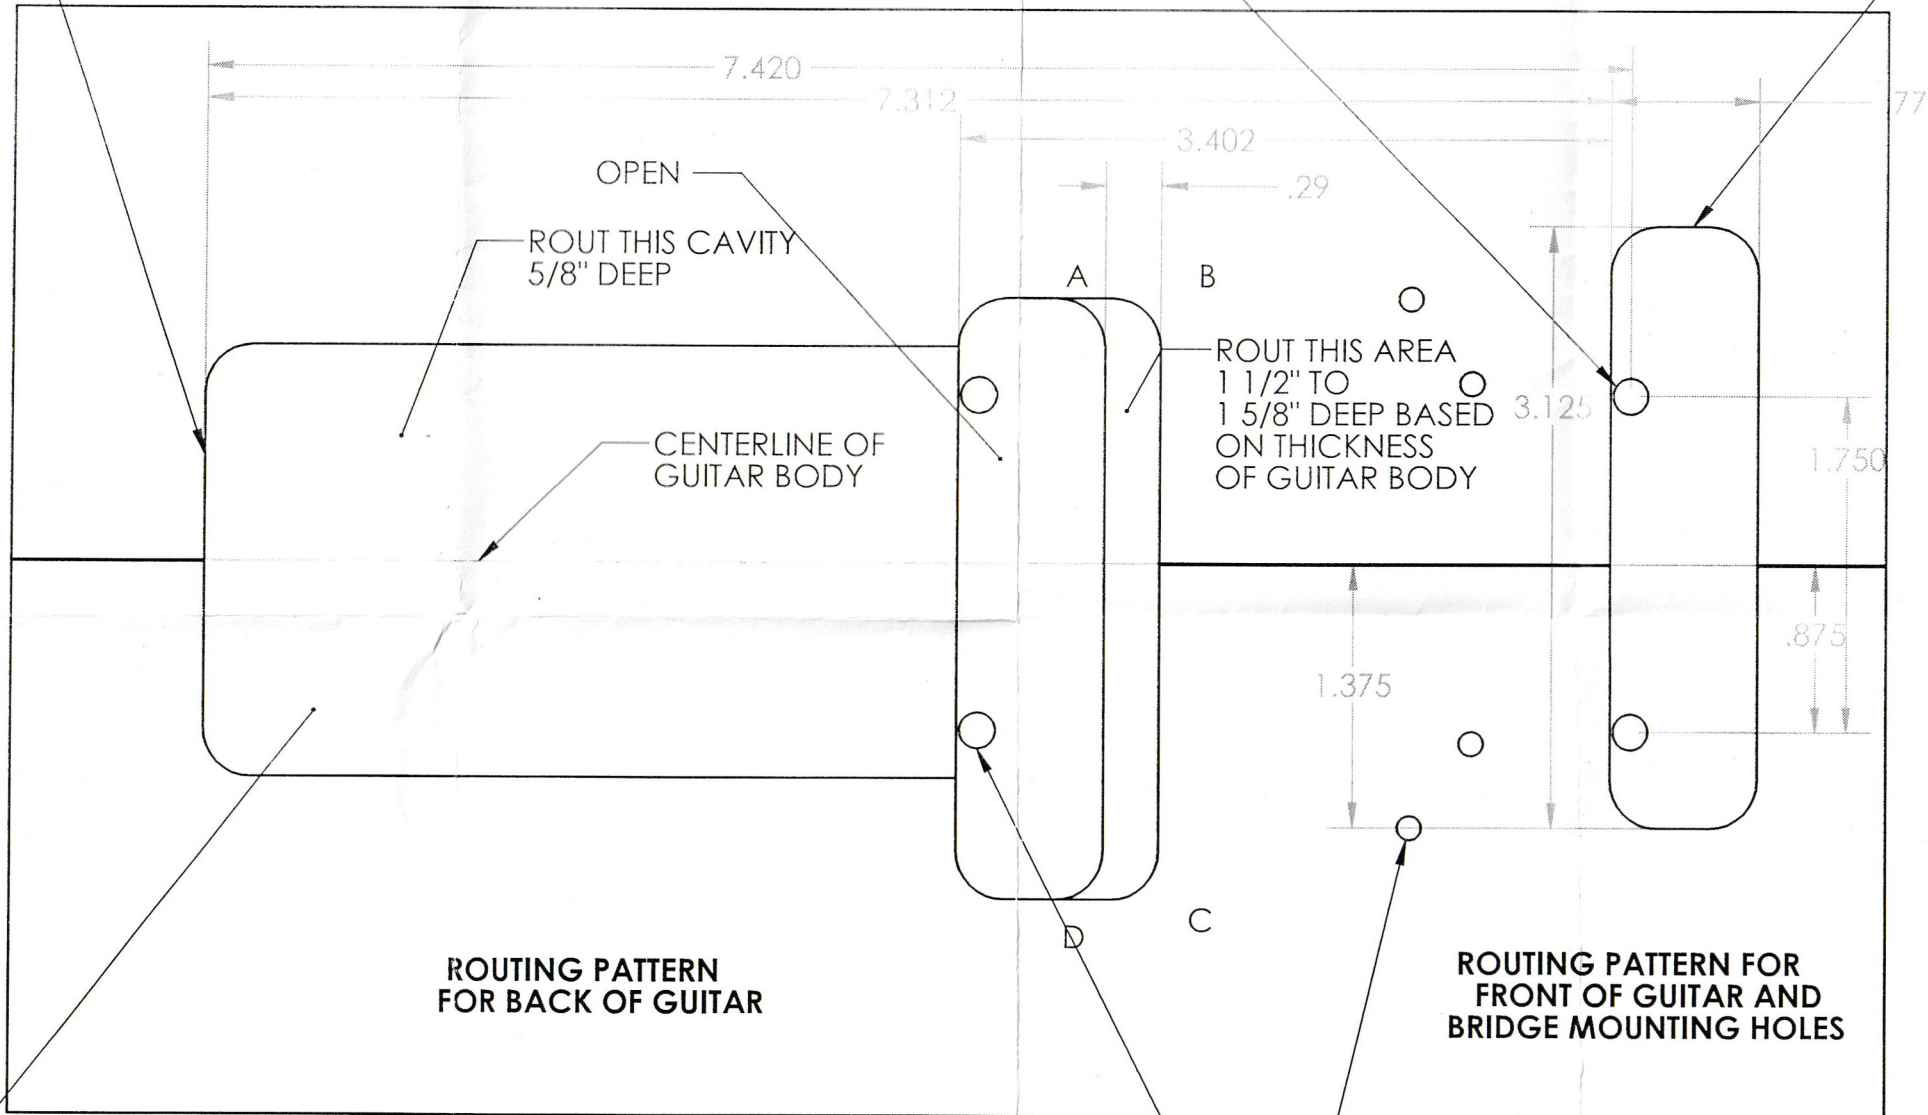 7.420
7.312
.77
3.402
OPEN
.29
ROUT THIS CAVITY
5/8" DEEP
A
B
ROUT THIS AREA
1 1/2" TO
1 5/8" DEEP BASED
ON THICKNESS
OF GUITAR BODY
3.125
CENTERLINE OF
GUITAR BODY
1.750
.875
1.375
C
D
ROUTING PATTERN
FOR BACK OF GUITAR
ROUTING PATTERN FOR
FRONT OF GUITAR AND
BRIDGE MOUNTING HOLES